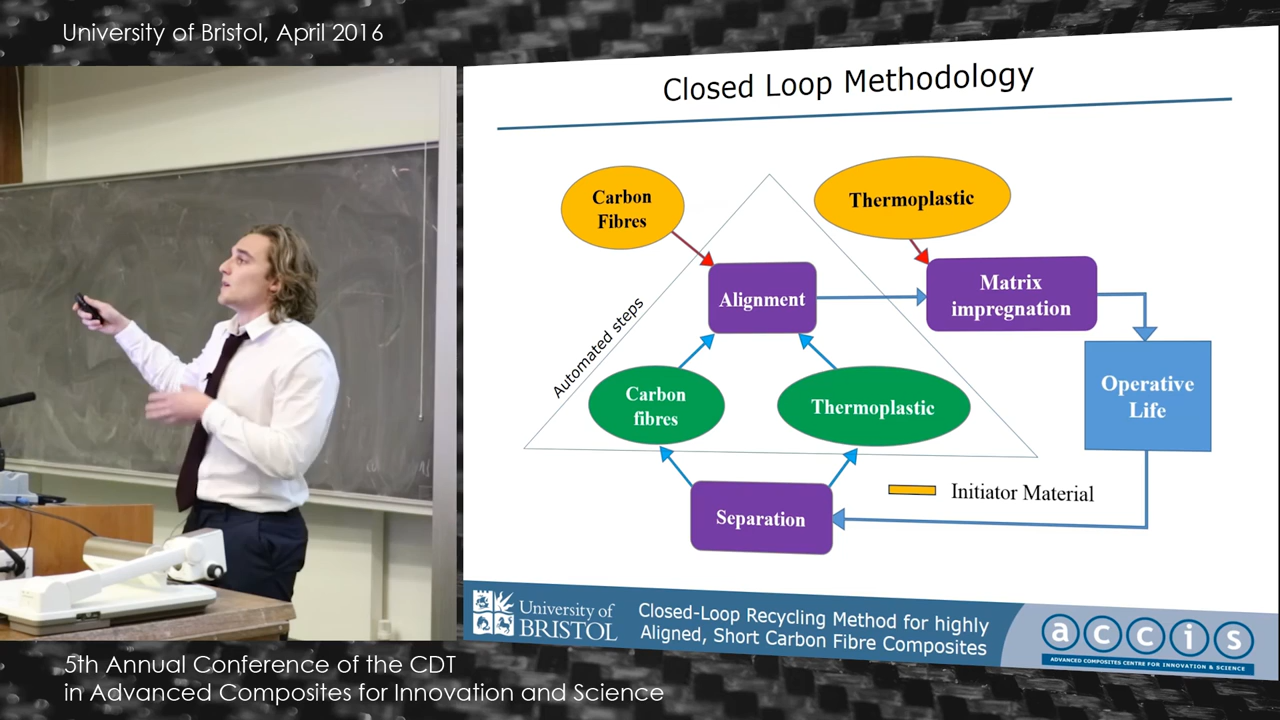 University of Bristol, April 2016
Closed Loop Methodology
Carbon
Fibres
Thermoplastic
Alignment
Matrix
impregnation
Automated steps
Carbon
fibres
Thermoplastic
Operative
Life
Initiator Material
Separation
University of
BRISTOL
Closed-Loop Recycling Method for highly
Aligned, Short Carbon Fibre Composites
accis
ADVANCED COMPOSITES CENTRE FOR INNOVATION & SCIENCE
5th Annual Conference of the CDT
in Advanced Composites for Innovation and Science